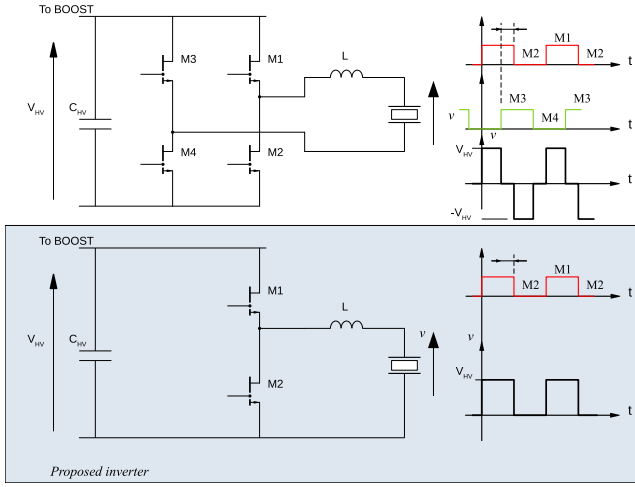 To BOOST
M3
M1
L
V_HV
C_HV
M4
M2
M1
M2
M2
t
M3
M3
v
M4
t
v
V_HV
t
-V_HV
To BOOST
M1
L
V_HV
C_HV
v
M2
M1
M2
M2
t
v
V_HV
t
Proposed inverter